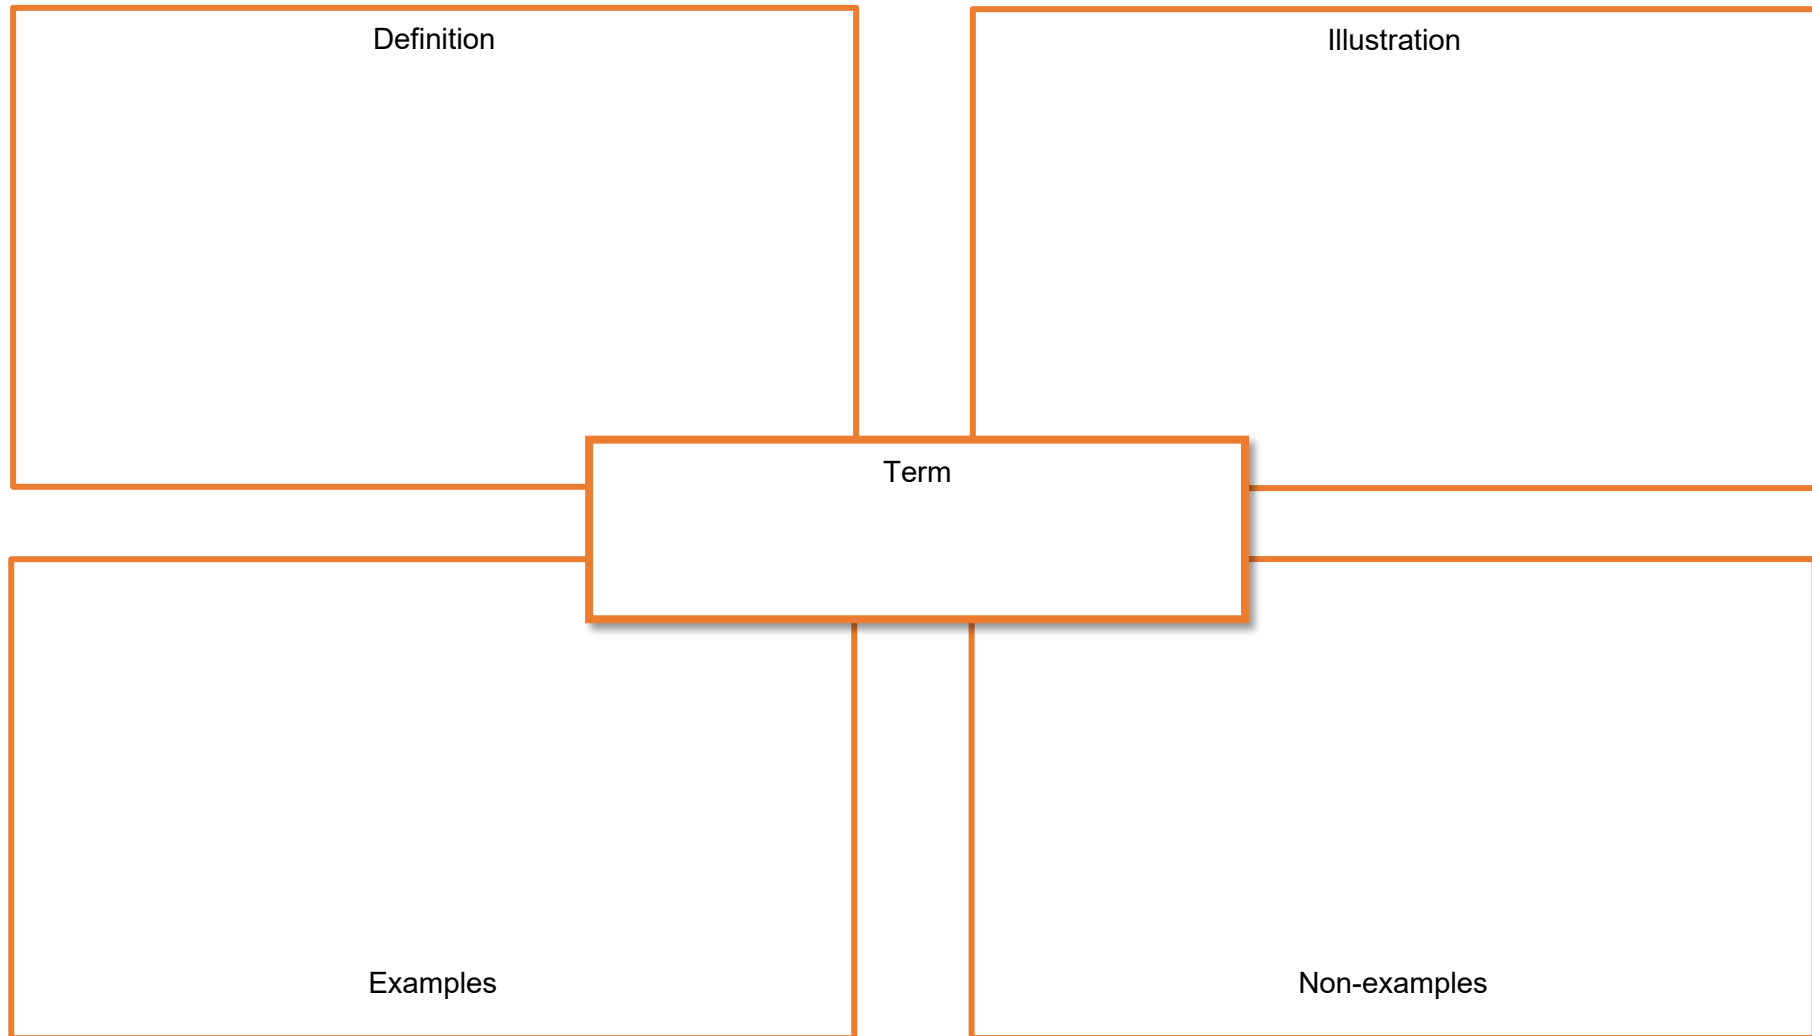 Definition
Illustration
Term
Examples
Non-examples